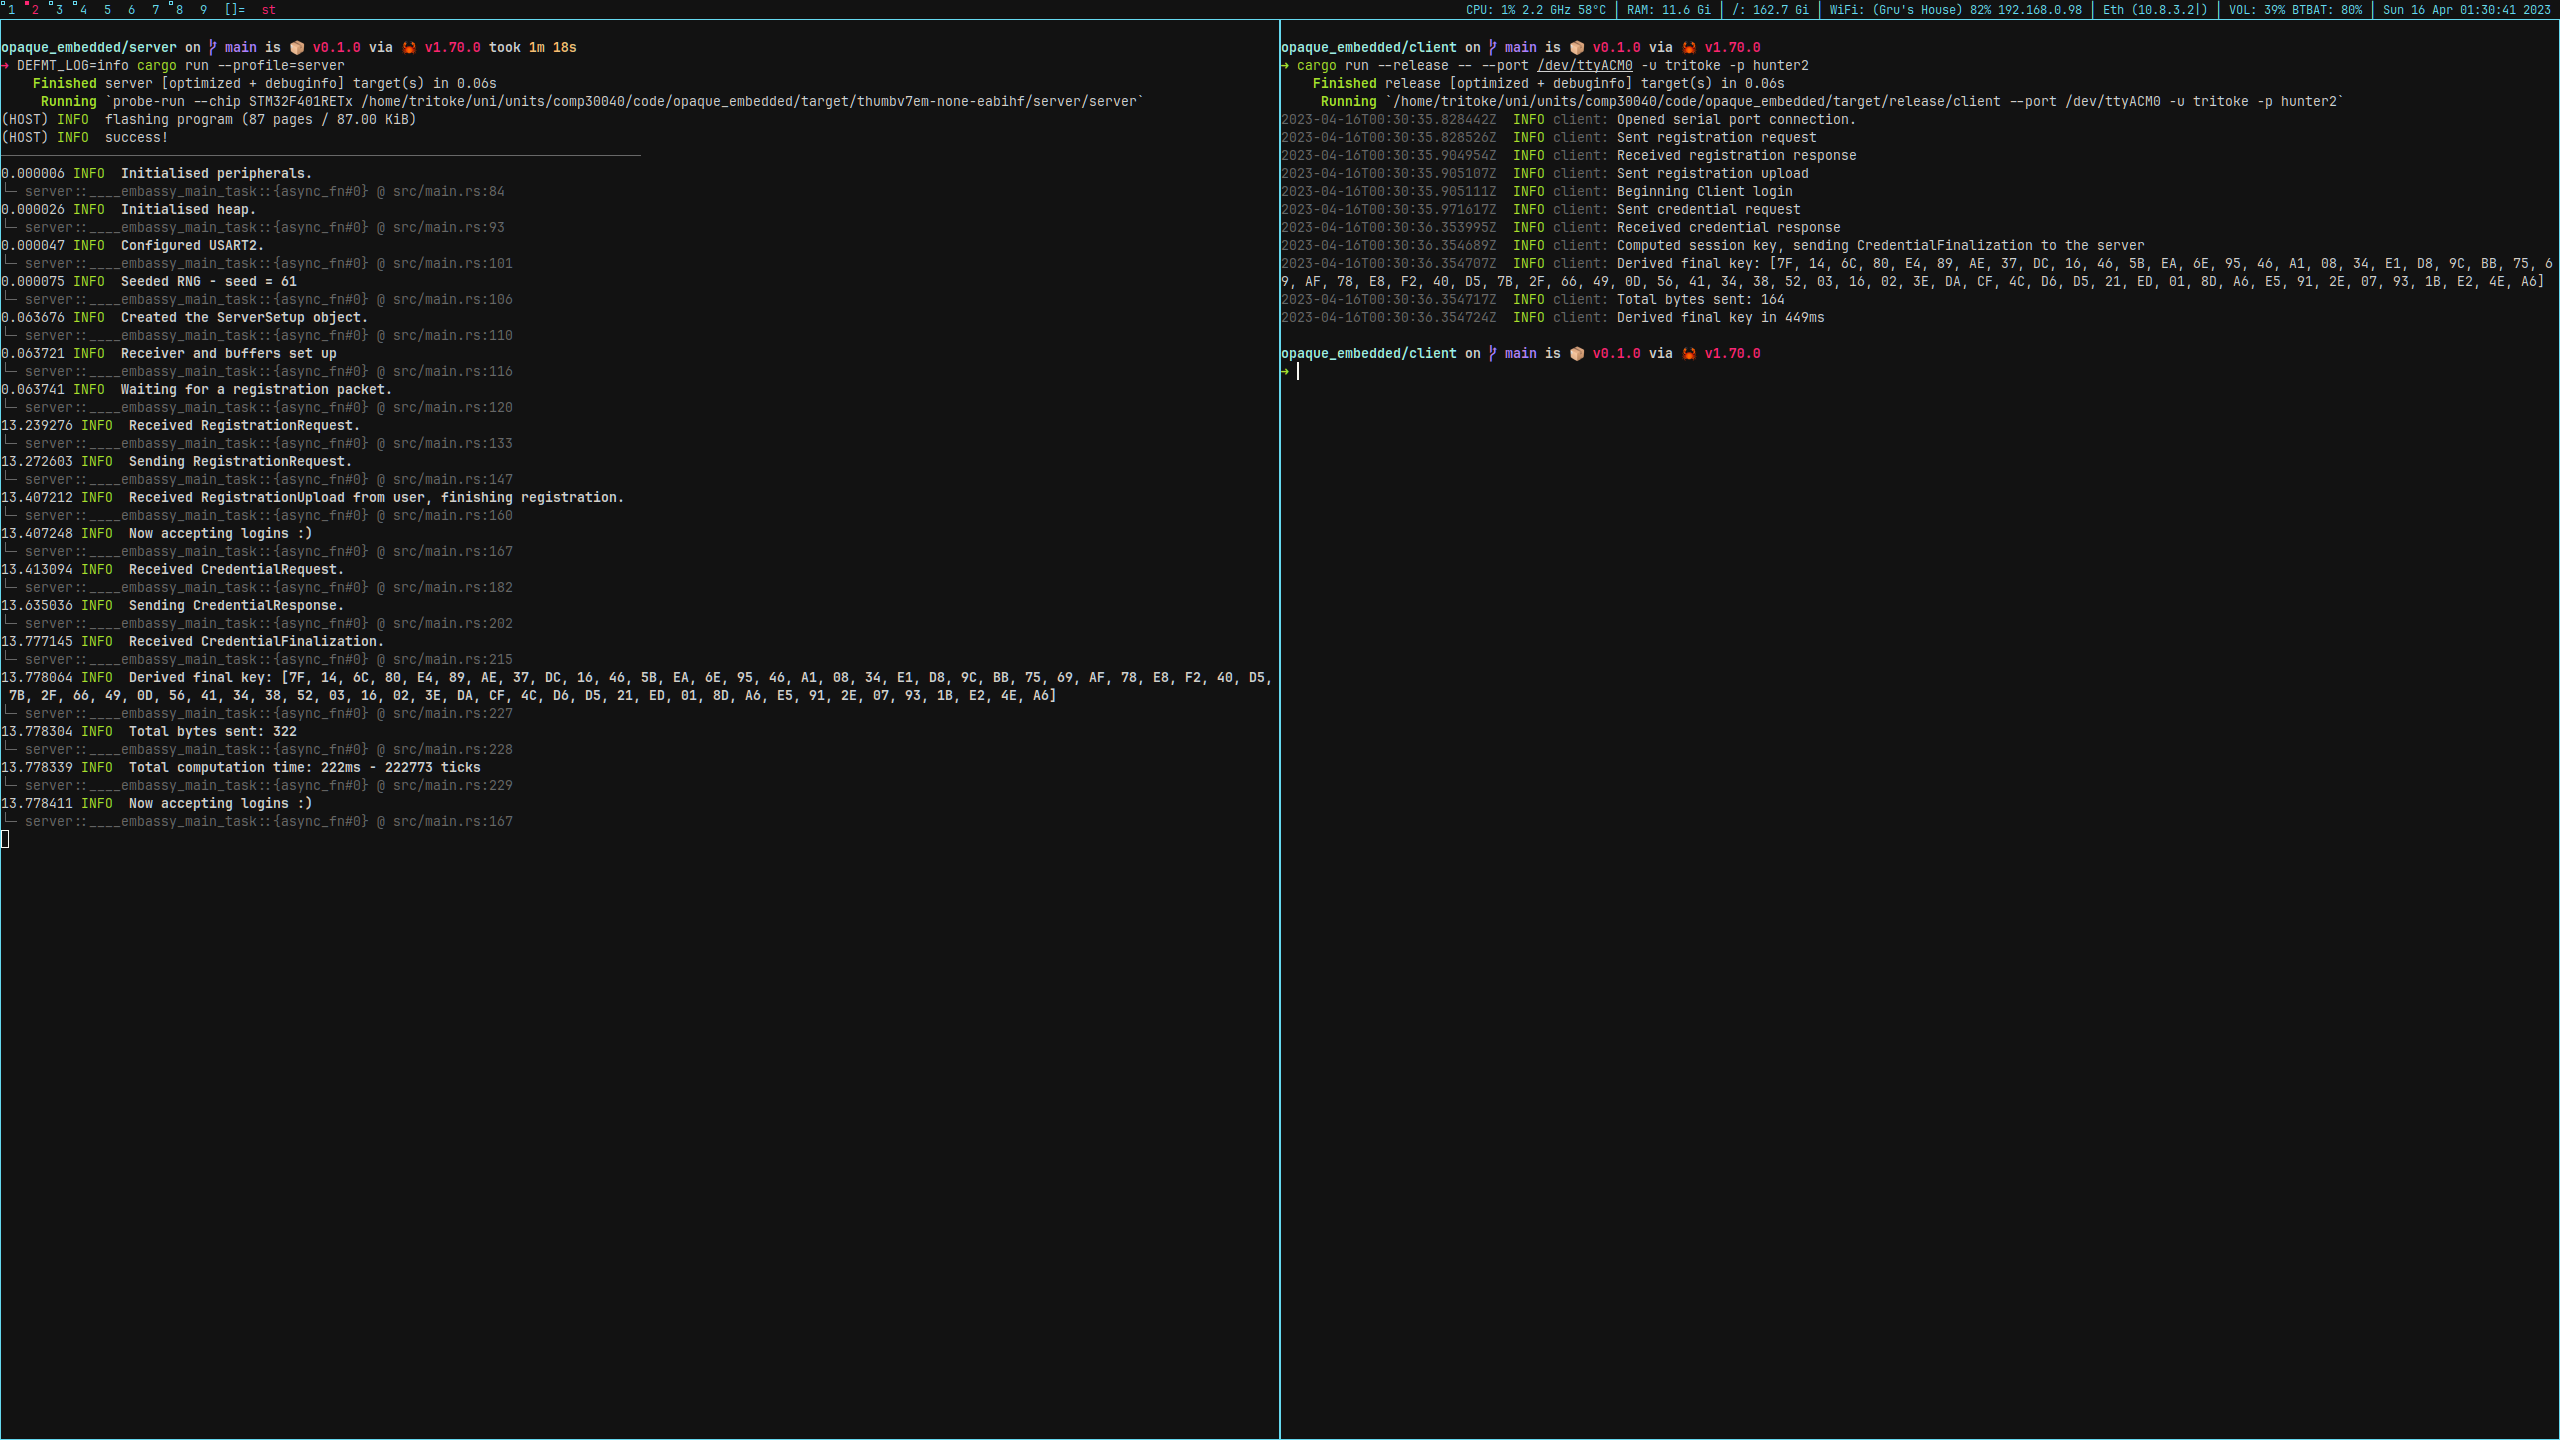 1 2 3 4 5 6 7 8 9 []= st
CPU: 1% 2.2 GHz 58°C | RAM: 11.6 Gi | /: 162.7 Gi | WiFi: (Gru's House) 82% 192.168.0.98 | Eth (10.8.3.2|) | VOL: 39% BTBAT: 80% | Sun 16 Apr 01:30:41 2023
opaque_embedded/server on main is 📦 v0.1.0 via 🦀 v1.70.0 took 1m 18s
→ DEFMT_LOG=info cargo run --profile=server
Finished server [optimized + debuginfo] target(s) in 0.06s
Running `probe-run --chip STM32F401RETx /home/tritoke/uni/units/comp30040/code/opaque_embedded/target/thumbv7em-none-eabihf/server/server`
(HOST) INFO  flashing program (87 pages / 87.00 KiB)
(HOST) INFO  success!
0.000006 INFO  Initialised peripherals.
└─ server::____embassy_main_task::{async_fn#0} @ src/main.rs:84
0.000026 INFO  Initialised heap.
└─ server::____embassy_main_task::{async_fn#0} @ src/main.rs:93
0.000047 INFO  Configured USART2.
└─ server::____embassy_main_task::{async_fn#0} @ src/main.rs:101
0.000075 INFO  Seeded RNG - seed = 61
└─ server::____embassy_main_task::{async_fn#0} @ src/main.rs:106
0.063676 INFO  Created the ServerSetup object.
└─ server::____embassy_main_task::{async_fn#0} @ src/main.rs:110
0.063721 INFO  Receiver and buffers set up
└─ server::____embassy_main_task::{async_fn#0} @ src/main.rs:116
0.063741 INFO  Waiting for a registration packet.
└─ server::____embassy_main_task::{async_fn#0} @ src/main.rs:120
13.239276 INFO  Received RegistrationRequest.
└─ server::____embassy_main_task::{async_fn#0} @ src/main.rs:133
13.272603 INFO  Sending RegistrationRequest.
└─ server::____embassy_main_task::{async_fn#0} @ src/main.rs:147
13.407212 INFO  Received RegistrationUpload from user, finishing registration.
└─ server::____embassy_main_task::{async_fn#0} @ src/main.rs:160
13.407248 INFO  Now accepting logins :)
└─ server::____embassy_main_task::{async_fn#0} @ src/main.rs:167
13.413094 INFO  Received CredentialRequest.
└─ server::____embassy_main_task::{async_fn#0} @ src/main.rs:182
13.635036 INFO  Sending CredentialResponse.
└─ server::____embassy_main_task::{async_fn#0} @ src/main.rs:202
13.777145 INFO  Received CredentialFinalization.
└─ server::____embassy_main_task::{async_fn#0} @ src/main.rs:215
13.778064 INFO  Derived final key: [7F, 14, 6C, 80, E4, 89, AE, 37, DC, 16, 46, 5B, EA, 6E, 95, 46, A1, 08, 34, E1, D8, 9C, BB, 75, 69, AF, 78, E8, F2, 40, D5,
7B, 2F, 66, 49, 0D, 56, 41, 34, 38, 52, 03, 16, 02, 3E, DA, CF, 4C, D6, D5, 21, ED, 01, 8D, A6, E5, 91, 2E, 07, 93, 1B, E2, 4E, A6]
└─ server::____embassy_main_task::{async_fn#0} @ src/main.rs:227
13.778304 INFO  Total bytes sent: 322
└─ server::____embassy_main_task::{async_fn#0} @ src/main.rs:228
13.778339 INFO  Total computation time: 222ms - 222773 ticks
└─ server::____embassy_main_task::{async_fn#0} @ src/main.rs:229
13.778411 INFO  Now accepting logins :)
└─ server::____embassy_main_task::{async_fn#0} @ src/main.rs:167
opaque_embedded/client on main is 📦 v0.1.0 via 🦀 v1.70.0
→ cargo run --release -- --port /dev/ttyACM0 -u tritoke -p hunter2
Finished release [optimized + debuginfo] target(s) in 0.06s
Running `/home/tritoke/uni/units/comp30040/code/opaque_embedded/target/release/client --port /dev/ttyACM0 -u tritoke -p hunter2`
2023-04-16T00:30:35.828442Z  INFO client: Opened serial port connection.
2023-04-16T00:30:35.828526Z  INFO client: Sent registration request
2023-04-16T00:30:35.904954Z  INFO client: Received registration response
2023-04-16T00:30:35.905107Z  INFO client: Sent registration upload
2023-04-16T00:30:35.905111Z  INFO client: Beginning Client login
2023-04-16T00:30:35.971617Z  INFO client: Sent credential request
2023-04-16T00:30:36.353995Z  INFO client: Received credential response
2023-04-16T00:30:36.354689Z  INFO client: Computed session key, sending CredentialFinalization to the server
2023-04-16T00:30:36.354707Z  INFO client: Derived final key: [7F, 14, 6C, 80, E4, 89, AE, 37, DC, 16, 46, 5B, EA, 6E, 95, 46, A1, 08, 34, E1, D8, 9C, BB, 75, 6
9, AF, 78, E8, F2, 40, D5, 7B, 2F, 66, 49, 0D, 56, 41, 34, 38, 52, 03, 16, 02, 3E, DA, CF, 4C, D6, D5, 21, ED, 01, 8D, A6, E5, 91, 2E, 07, 93, 1B, E2, 4E, A6]
2023-04-16T00:30:36.354717Z  INFO client: Total bytes sent: 164
2023-04-16T00:30:36.354724Z  INFO client: Derived final key in 449ms
opaque_embedded/client on main is 📦 v0.1.0 via 🦀 v1.70.0
→